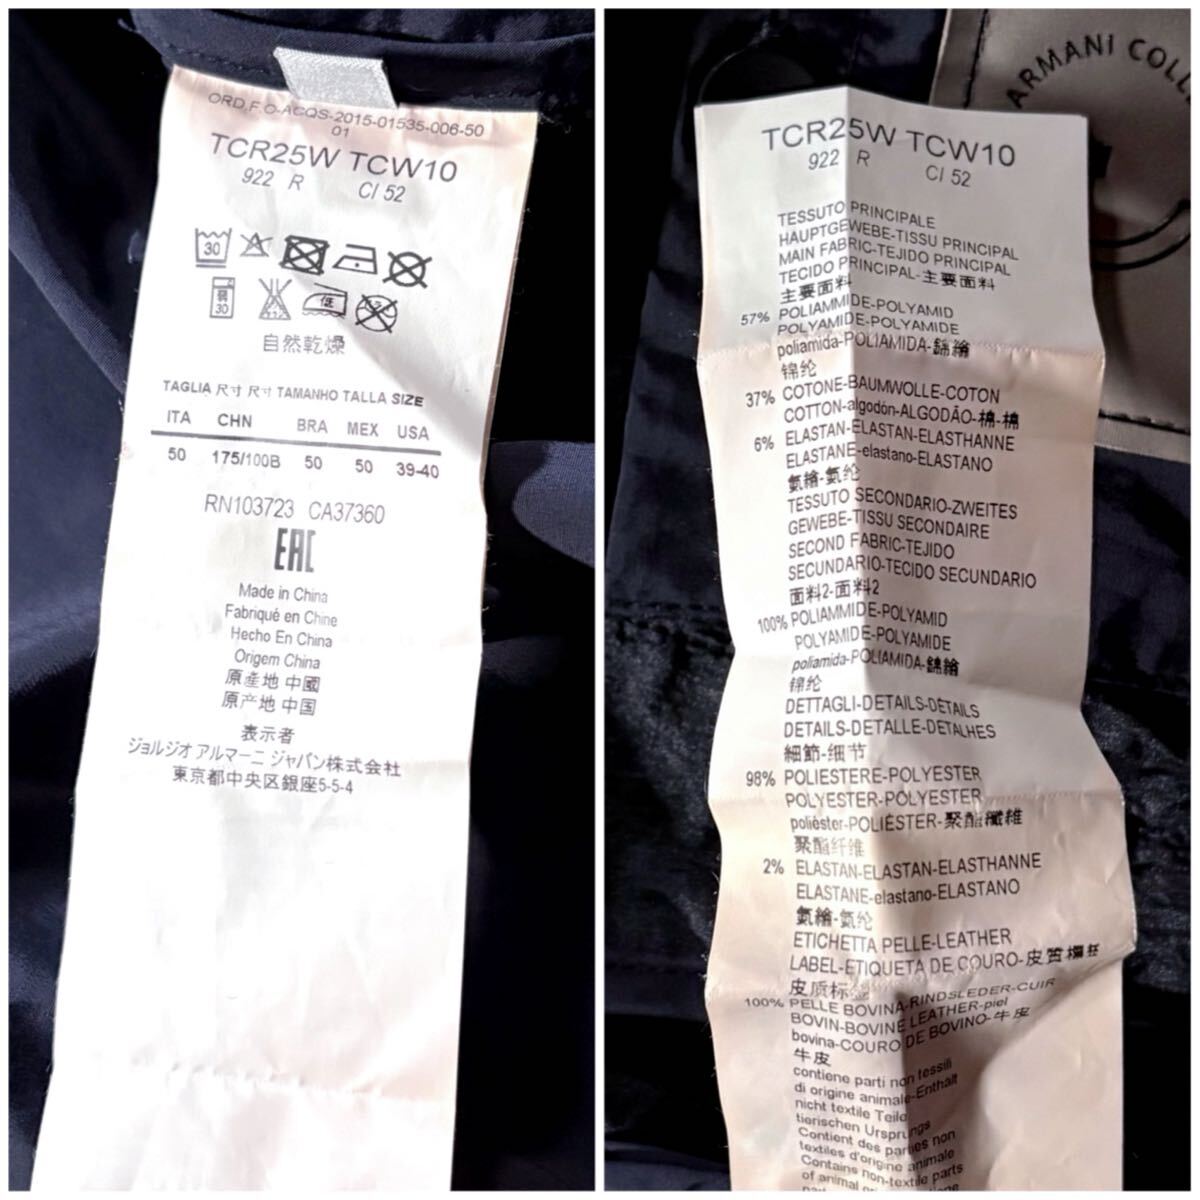 ORD.F.O-ACQS-2015-01535-006-50
01
TCR25W TCW10
922 R CI 52
30
弱
30
低
自然乾燥
TAGLIA 尺寸 尺寸 TAMANHO TALLA SIZE
ITA CHN BRA MEX USA
50 175/100B 50 50 39-40
RN103723 CA37360
EAC
Made in China
Fabriqué en Chine
Hecho En China
Origem China
原產地 中國
原产地 中国
表示者
ジョルジオ アルマーニ ジャパン株式会社
東京都中央区銀座5-5-4
ARMANI COLL
TCR25W TCW10
922 R CI 52
TESSUTO PRINCIPALE
HAUPTGEWEBE-TISSU PRINCIPAL
MAIN FABRIC-TEJIDO PRINCIPAL
TECIDO PRINCIPAL-主要面料
主要面料
57% POLIAMMIDE-POLYAMID
POLYAMIDE-POLYAMIDE
poliamida-POLIAMIDA-錦綸
锦纶
37% COTONE-BAUMWOLLE-COTON
COTTON-algodón-ALGODÃO-棉-棉
6% ELASTAN-ELASTAN-ELASTHANNE
ELASTANE-elastano-ELASTANO
氨綸-氨纶
TESSUTO SECONDARIO-ZWEITES
GEWEBE-TISSU SECONDAIRE
SECOND FABRIC-TEJIDO
SECUNDARIO-TECIDO SECUNDARIO
面料2-面料2
100% POLIAMMIDE-POLYAMID
POLYAMIDE-POLYAMIDE
poliamida-POLIAMIDA-錦綸
锦纶
DETTAGLI-DETAILS-DÉTAILS
DETAILS-DETALLE-DETALHES
細節-细节
98% POLIESTERE-POLYESTER
POLYESTER-POLYESTER
poliéster-POLIÉSTER-聚酯纖維
聚酯纤维
2% ELASTAN-ELASTAN-ELASTHANNE
ELASTANE-elastano-ELASTANO
氨綸-氨纶
ETICHETTA PELLE-LEATHER
LABEL-ETIQUETA DE COURO-皮質標籤
皮质标签
100% PELLE BOVINA-RINDSLEDER-CUIR
BOVIN-BOVINE LEATHER-piel
bovina-COURO DE BOVINO-牛皮
牛皮
contiene parti non tessili
di origine animale-Enthält
nicht textile Teile
tierischen Ursprungs
Contient des parties non
textiles d'origine animale
Contains non-textile parts
of animal